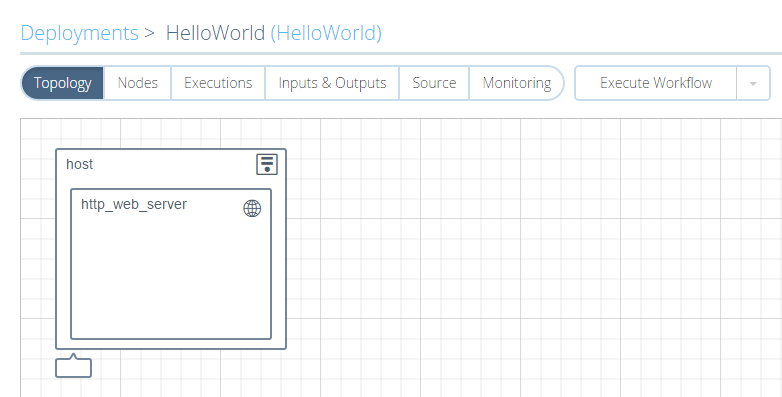 Deployments > HelloWorld (HelloWorld)
Topology Nodes Executions Inputs & Outputs Source Monitoring Execute Workflow
host
http_web_server